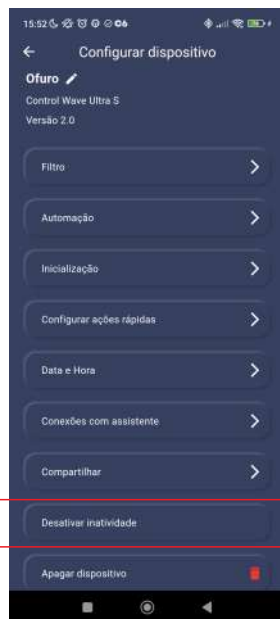 15:52
Configurar dispositivo
Ofuro
Control Wave Ultra S
Versão 2.0
Filtro
Automação
Inicialização
Configurar ações rápidas
Data e Hora
Conexões com assistente
Compartilhar
Desativar inatividade
Apagar dispositivo